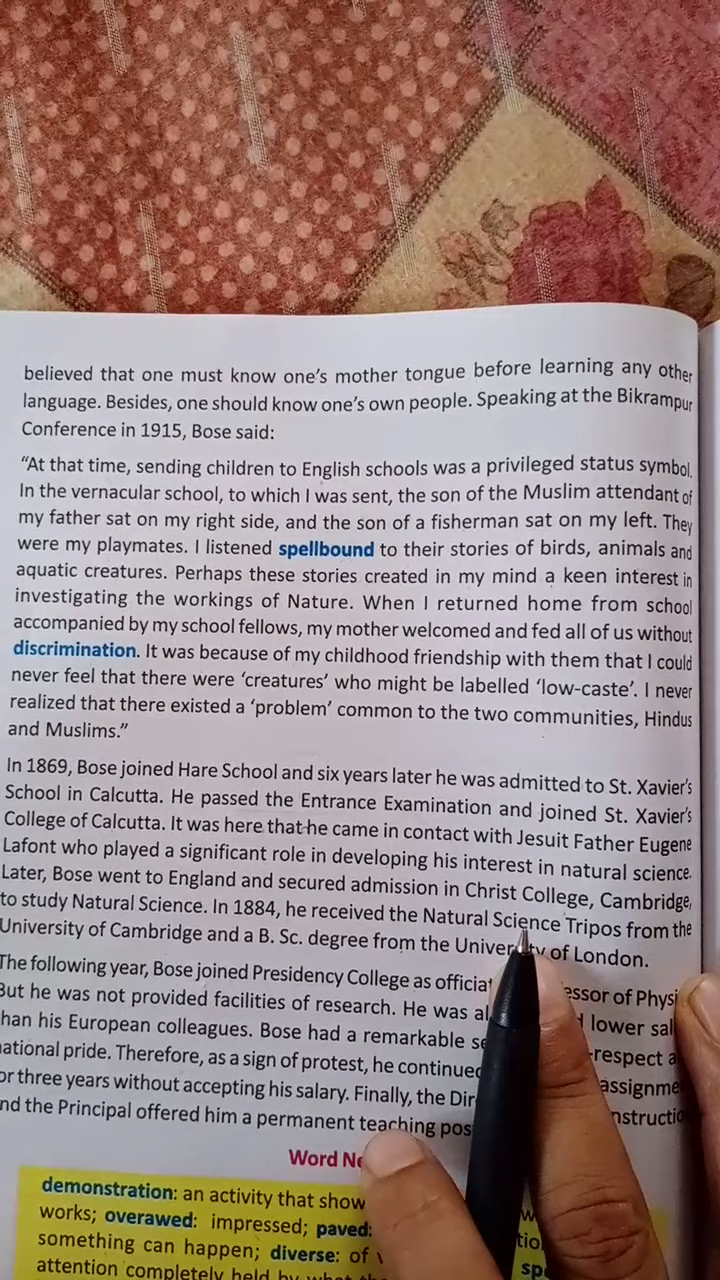 believed that one must know one's mother tongue before learning any other
language. Besides, one should know one's own people. Speaking at the Bikrampur
Conference in 1915, Bose said:
"At that time, sending children to English schools was a privileged status symbol.
In the vernacular school, to which I was sent, the son of the Muslim attendant of
my father sat on my right side, and the son of a fisherman sat on my left. They
were my playmates. I listened spellbound to their stories of birds, animals and
aquatic creatures. Perhaps these stories created in my mind a keen interest in
investigating the workings of Nature. When I returned home from school
accompanied by my school fellows, my mother welcomed and fed all of us without
discrimination. It was because of my childhood friendship with them that I could
never feel that there were 'creatures' who might be labelled 'low-caste'. I never
realized that there existed a 'problem' common to the two communities, Hindus
and Muslims."
In 1869, Bose joined Hare School and six years later he was admitted to St. Xavier's
School in Calcutta. He passed the Entrance Examination and joined St. Xavier's
College of Calcutta. It was here that he came in contact with Jesuit Father Eugene
Lafont who played a significant role in developing his interest in natural science.
Later, Bose went to England and secured admission in Christ College, Cambridge,
to study Natural Science. In 1884, he received the Natural Science Tripos from the
University of Cambridge and a B. Sc. degree from the University of London.
The following year, Bose joined Presidency College as essor of Physi
But he was not provided facilities of research. He was lower
than his European colleagues. Bose had a remarkable -respect
national pride. Therefore, as a sign of protest, he continued assignme
or three years without accepting his salary. Finally, the nstructio
nd the Principal offered him a permanent teaching
Word
demonstration: an activity that show
works; overawed: impressed; paved:
something can happen; diverse: of
attention completely held by what